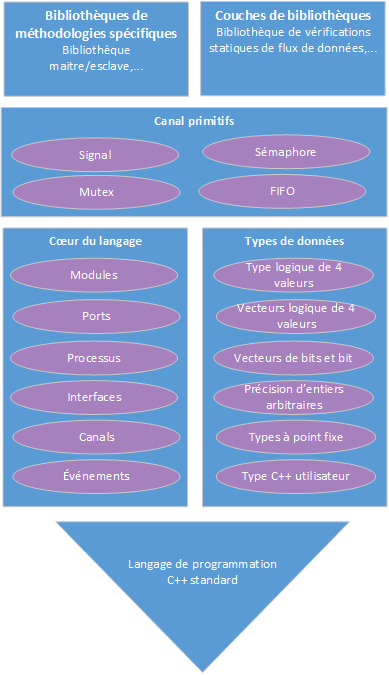 Bibliothèques de
méthodologies spécifiques
Bibliothèque
maitre/esclave,...
Couches de bibliothèques
Bibliothèque de vérifications
statiques de flux de données,...
Canal primitifs
Signal
Sémaphore
Mutex
FIFO
Cœur du langage
Modules
Ports
Processus
Interfaces
Canals
Événements
Types de données
Type logique de 4
valeurs
Vecteurs logique de 4
valeurs
Vecteurs de bits et bit
Précision d'entiers
arbitraires
Types à point fixe
Type C++ utilisateur
Langage de programmation
C++ standard